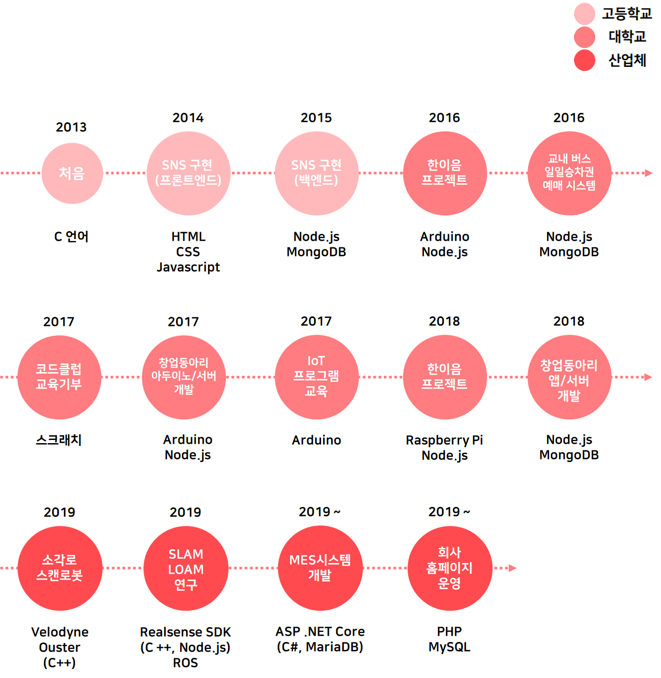 고등학교
대학교
산업체
2013
처음
C 언어
2014
SNS 구현
(프론트엔드)
HTML
CSS
Javascript
2015
SNS 구현
(백엔드)
Node.js
MongoDB
2016
한이음
프로젝트
Arduino
Node.js
2016
교내 버스
일일승차권
예매 시스템
Node.js
MongoDB
2017
코드클럽
교육기부
스크래치
2017
창업동아리
아두이노/서버
개발
Arduino
Node.js
2017
IoT
프로그램
교육
Arduino
2018
한이음
프로젝트
Raspberry Pi
Node.js
2018
창업동아리
앱/서버
개발
Node.js
MongoDB
2019
소각로
스캔로봇
Velodyne
Ouster
(C++)
2019
SLAM
LOAM
연구
Realsense SDK
(C ++, Node.js)
ROS
2019 ~
MES시스템
개발
ASP .NET Core
(C#, MariaDB)
2019 ~
회사
홈페이지
운영
PHP
MySQL